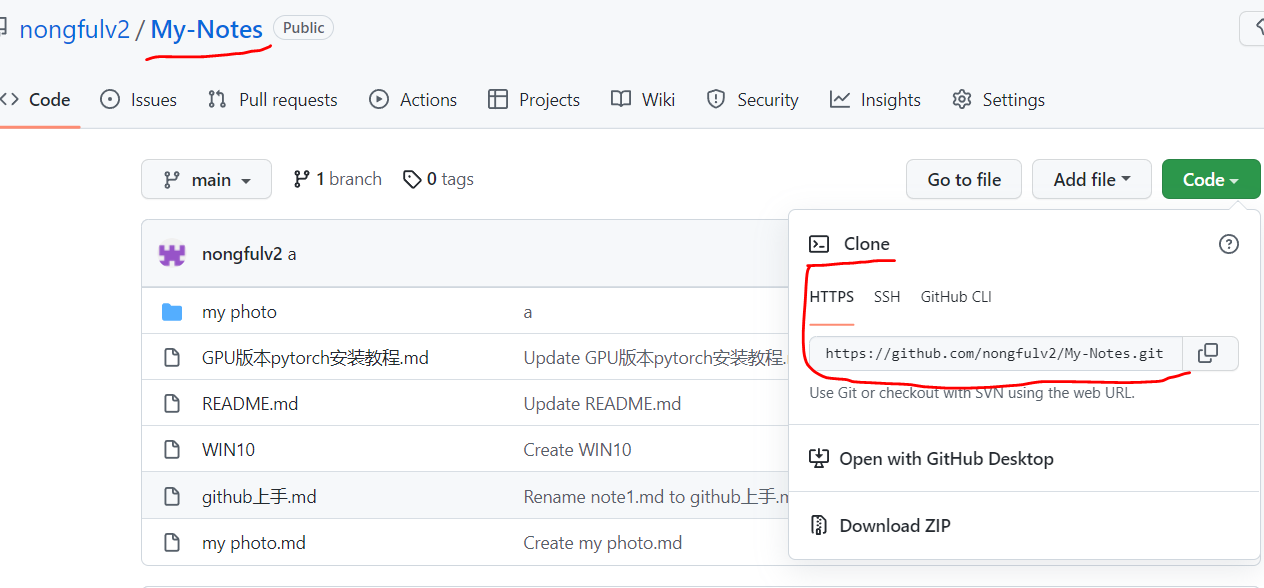 nongfulv2 / My-Notes Public
Code Issues Pull requests Actions Projects Wiki Security Insights Settings
main 1 branch 0 tags Go to file Add file Code
nongfulv2 a
my photo a
GPU版本pytorch安装教程.md Update GPU版本pytorch安装教程.
README.md Update README.md
WIN10 Create WIN10
github上手.md Rename note1.md to github上手.m
my photo.md Create my photo.md
Clone
HTTPS SSH GitHub CLI
https://github.com/nongfulv2/My-Notes.git
Use Git or checkout with SVN using the web URL.
Open with GitHub Desktop
Download ZIP